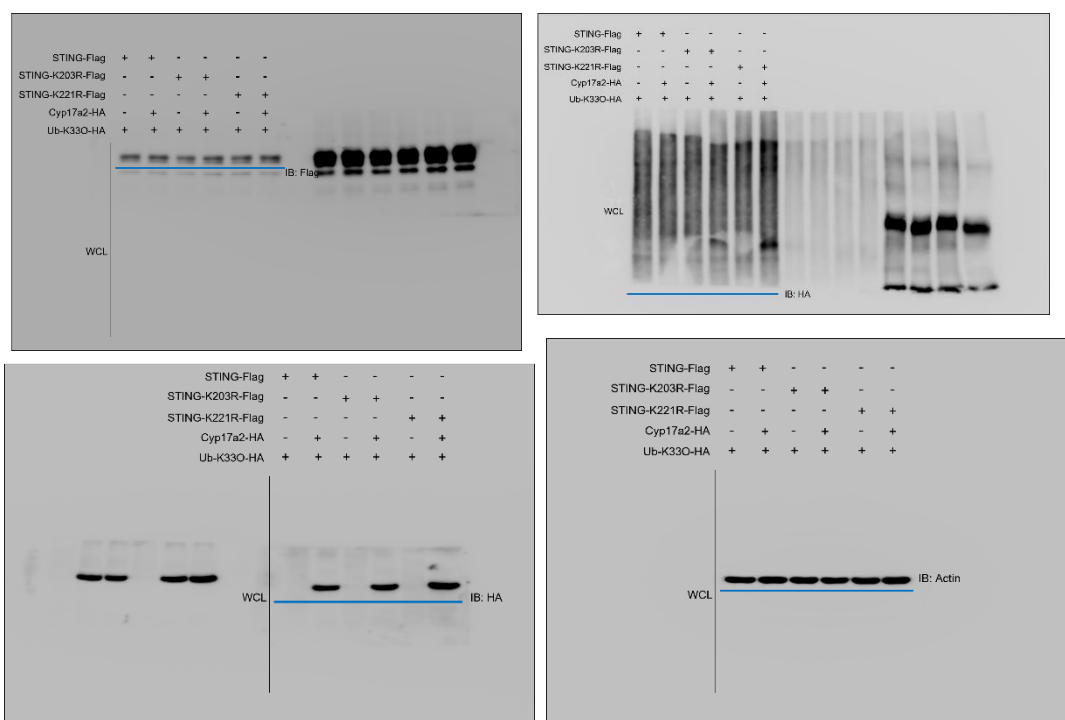 STING-Flag + + - - - -
STING-K203R-Flag - - + + - -
STING-K221R-Flag - - - - + +
Cyp17a2-HA - + - + - +
Ub-K33O-HA + + + + + +
IB: Flag
WCL
STING-Flag + + - - - -
STING-K203R-Flag - - + + - -
STING-K221R-Flag - - - - + +
Cyp17a2-HA - + - + - +
Ub-K33O-HA + + + + + +
WCL
IB: HA
STING-Flag + + - - - -
STING-K203R-Flag - - + + - -
STING-K221R-Flag - - - - + +
Cyp17a2-HA - + - + - +
Ub-K33O-HA + + + + + +
WCL
IB: HA
STING-Flag + + - - - -
STING-K203R-Flag - - + + - -
STING-K221R-Flag - - - - + +
Cyp17a2-HA - + - + - +
Ub-K33O-HA + + + + + +
IB: Actin
WCL